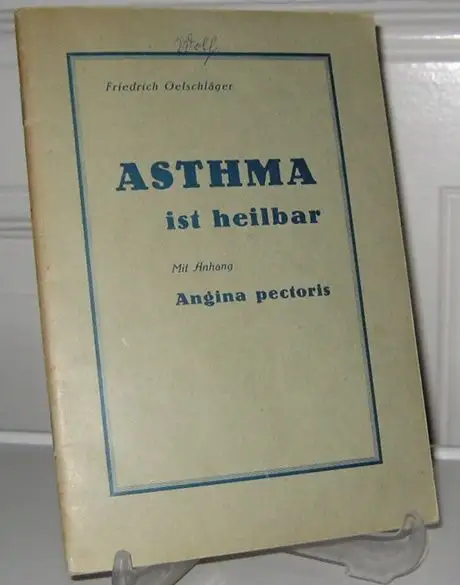 Wolf
Friedrich Oelschläger
ASTHMA
ist heilbar
Mit Anhang
Angina pectoris